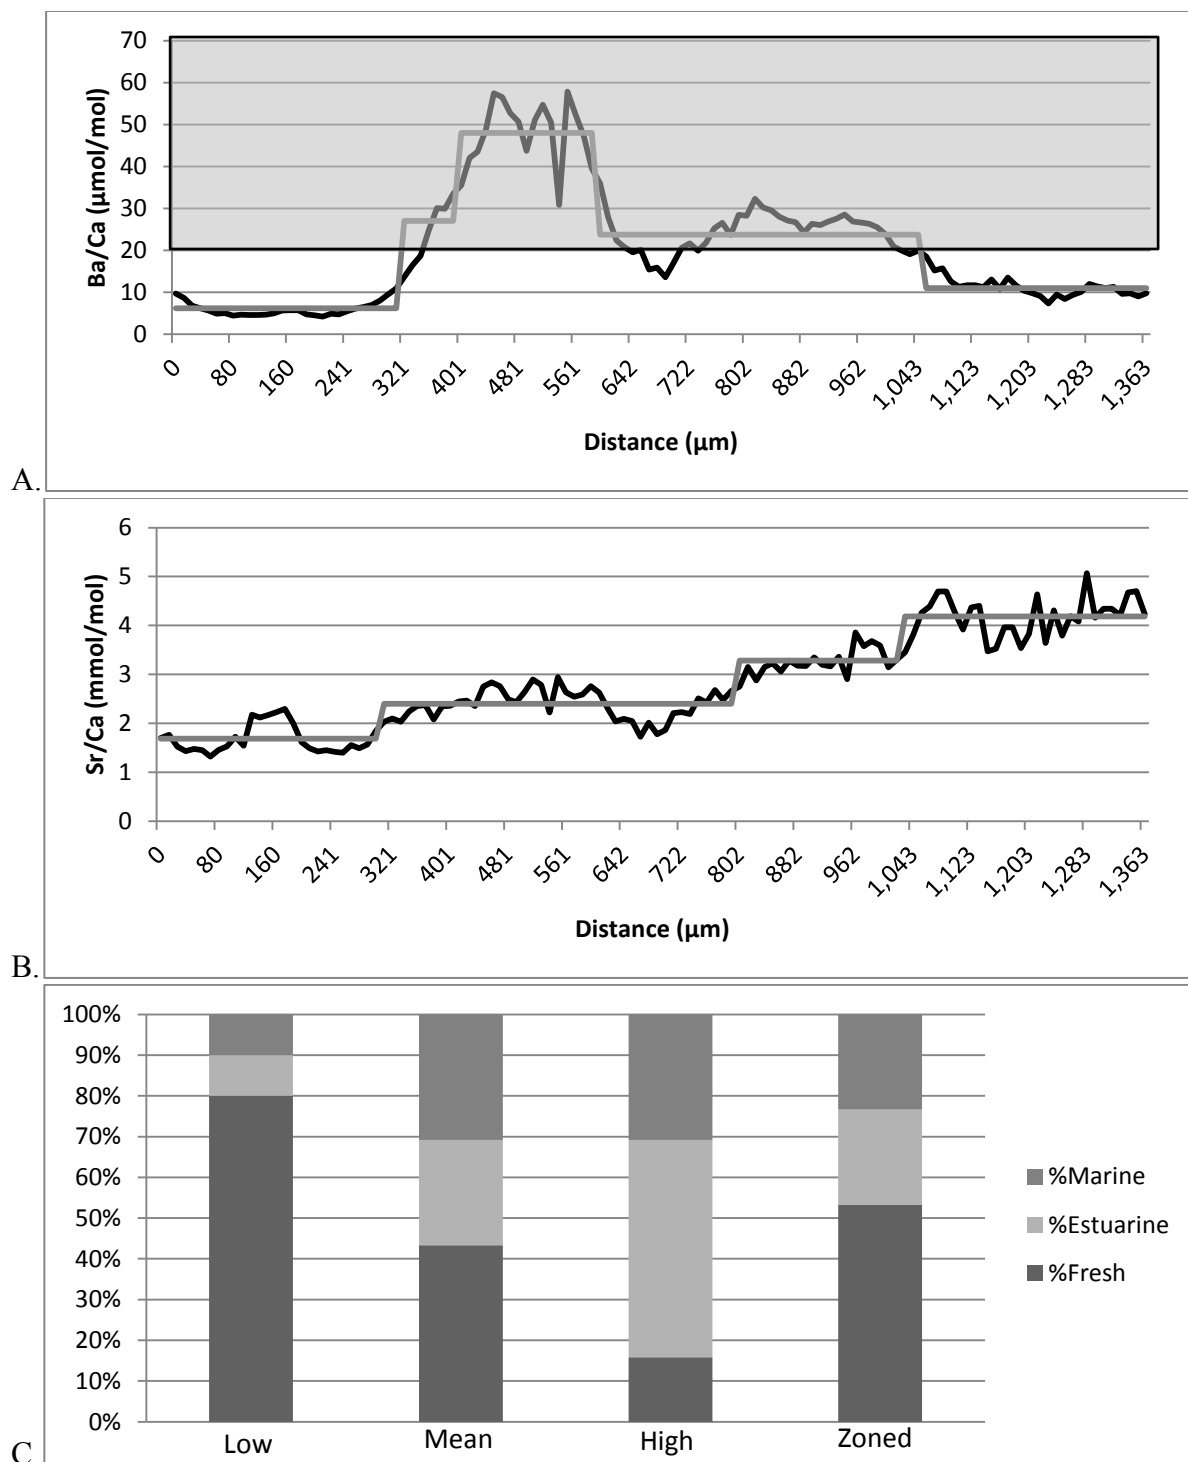 70
60
50
40
30
20
10
0
Ba/Ca (µmol/mol)
0 80 160 241 321 401 481 561 642 722 802 882 962 1,043 1,123 1,203 1,283 1,363
Distance (µm)
A.
6
5
4
3
2
1
0
Sr/Ca (mmol/mol)
0 80 160 241 321 401 481 561 642 722 802 882 962 1,043 1,123 1,203 1,283 1,363
Distance (µm)
B.
100%
90%
80%
70%
60%
50%
40%
30%
20%
10%
0%
Low Mean High Zoned
%Marine
%Estuarine
%Fresh
C